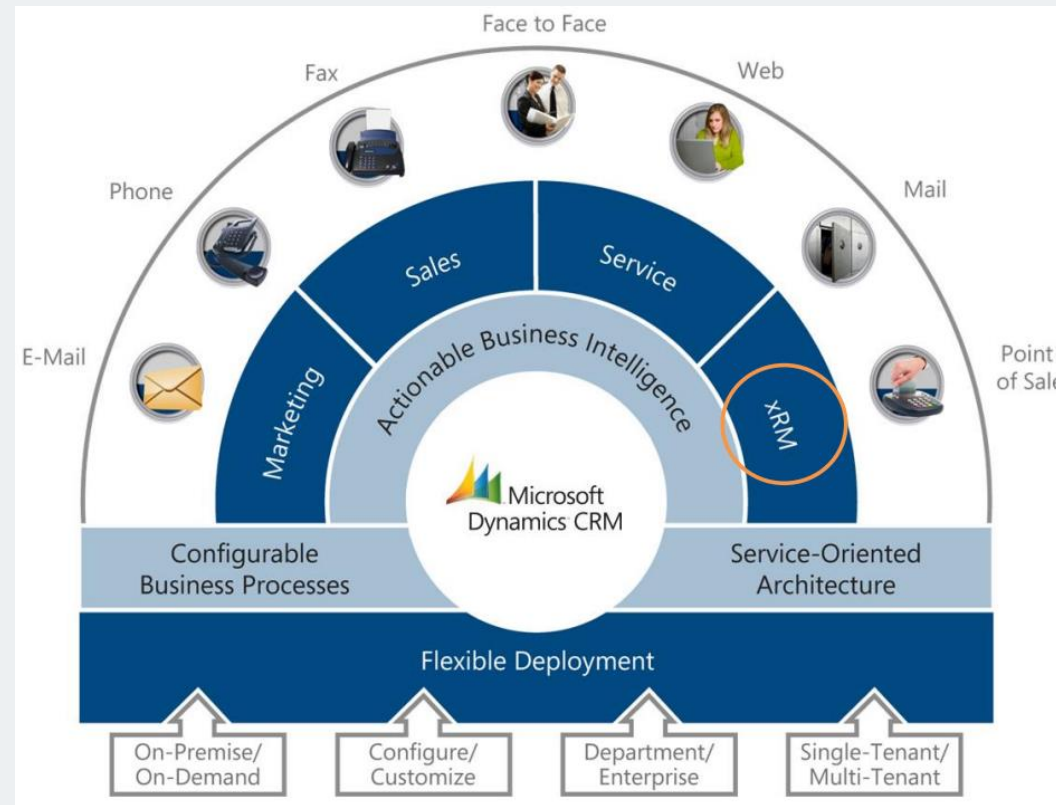 Face to Face
Fax
Web
Phone
Mail
E-Mail
Point
of Sale
Sales
Service
Marketing
xRM
Actionable Business Intelligence
Microsoft
Dynamics CRM
Configurable
Business Processes
Service-Oriented
Architecture
Flexible Deployment
On-Premise/
On-Demand
Configure/
Customize
Department/
Enterprise
Single-Tenant/
Multi-Tenant